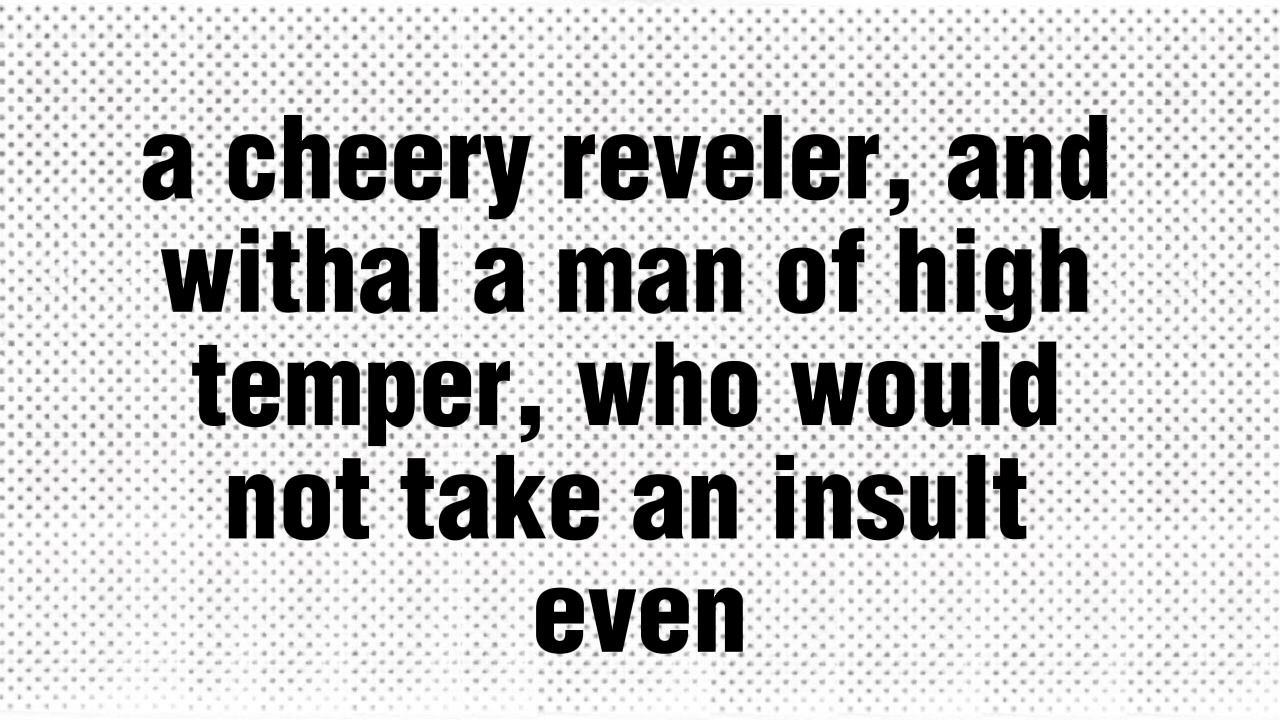 a cheery reveler, and
withal a man of high
temper, who would
not take an insult
even